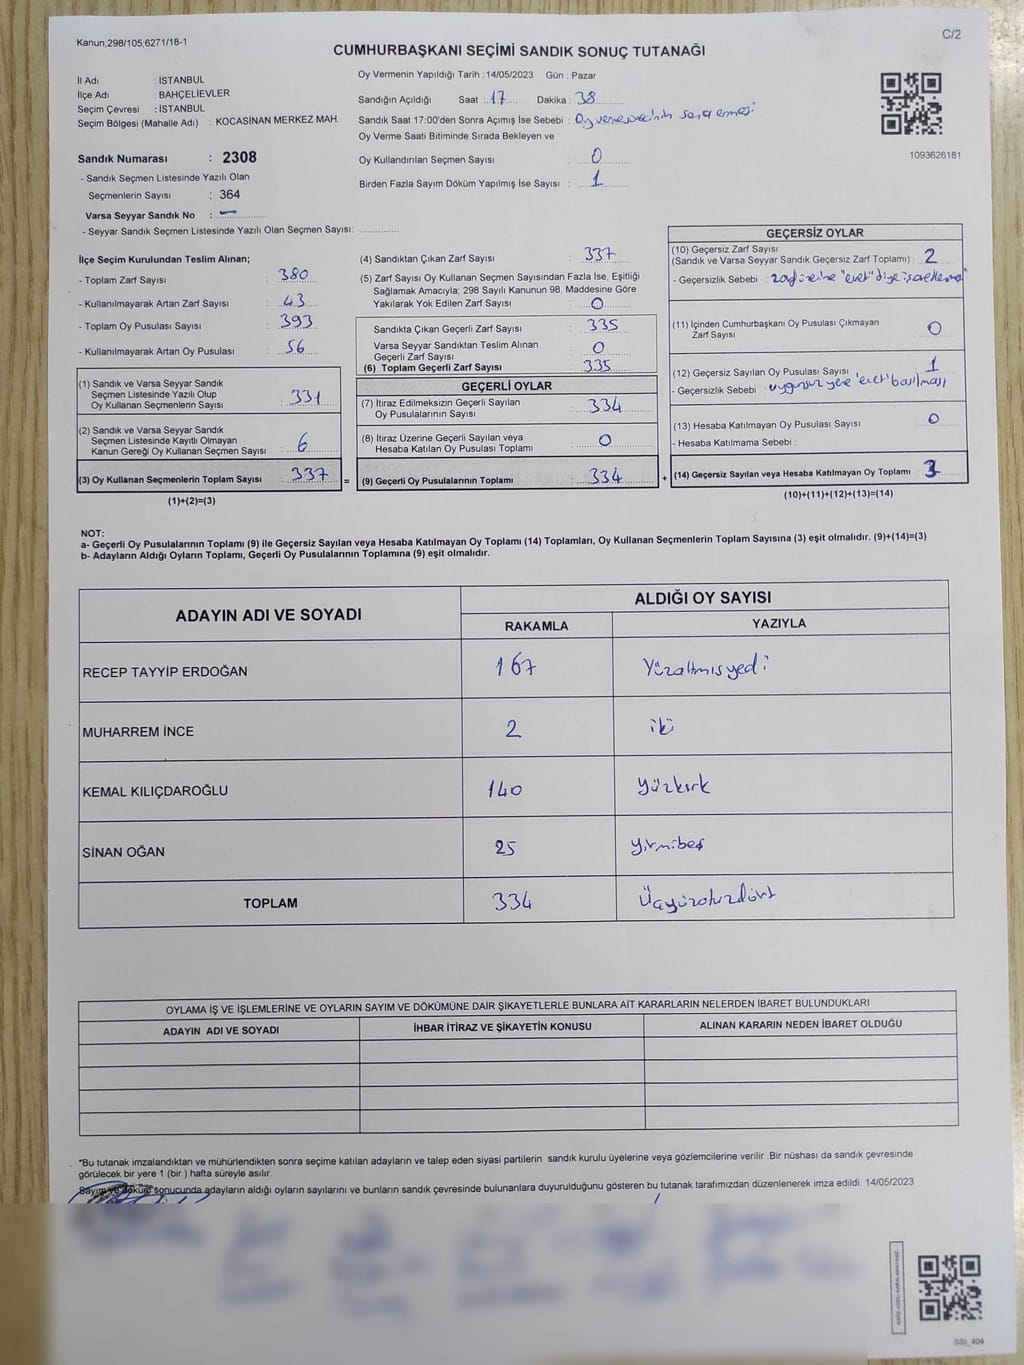 Kanun;298/105;6271/18-1
C/2
CUMHURBAŞKANI SEÇİMİ SANDIK SONUÇ TUTANAĞI
İl Adı : İSTANBUL
İlçe Adı : BAHÇELİEVLER
Seçim Çevresi : İSTANBUL
Seçim Bölgesi (Mahalle Adı) : KOCASİNAN MERKEZ MAH.
Sandık Numarası : 2308
- Sandık Seçmen Listesinde Yazılı Olan
Seçmenlerin Sayısı : 364
Varsa Seyyar Sandık No : —
- Seyyar Sandık Seçmen Listesinde Yazılı Olan Seçmen Sayısı:
Oy Vermenin Yapıldığı Tarih :14/05/2023 Gün : Pazar
Sandığın Açıldığı Saat : 17 Dakika : 38
Sandık Saat 17:00'den Sonra Açımış İse Sebebi :
Oy Verme Saati Bitiminde Sırada Bekleyen ve
Oy Kullandırılan Seçmen Sayısı : 0
Birden Fazla Sayım Döküm Yapılmış İse Sayısı : 1
1093626181
İlçe Seçim Kurulundan Teslim Alınan;
- Toplam Zarf Sayısı : 380
- Kullanılmayarak Artan Zarf Sayısı : 43
- Toplam Oy Pusulası Sayısı : 393
- Kullanılmayarak Artan Oy Pusulası : 56
(1) Sandık ve Varsa Seyyar Sandık
Seçmen Listesinde Yazılı Olup
Oy Kullanan Seçmenlerin Sayısı : 331
(2) Sandık ve Varsa Seyyar Sandık
Seçmen Listesinde Kayıtlı Olmayan
Kanun Gereği Oy Kullanan Seçmen Sayısı : 6
(3) Oy Kullanan Seçmenlerin Toplam Sayısı : 337 =
(1)+(2)=(3)
(4) Sandıktan Çıkan Zarf Sayısı : 337
(5) Zarf Sayısı Oy Kullanan Seçmen Sayısından Fazla İse, Eşitliği
Sağlamak Amacıyla; 298 Sayılı Kanunun 98. Maddesine Göre
Yakılarak Yok Edilen Zarf Sayısı : 0
Sandıkta Çıkan Geçerli Zarf Sayısı : 335
Varsa Seyyar Sandıktan Teslim Alınan
Geçerli Zarf Sayısı : 0
(6) Toplam Geçerli Zarf Sayısı : 335
GEÇERLİ OYLAR
(7) İtiraz Edilmeksizin Geçerli Sayılan
Oy Pusulalarının Sayısı : 334
(8) İtiraz Üzerine Geçerli Sayılan veya
Hesaba Katılan Oy Pusulası Toplamı : 0
(9) Geçerli Oy Pusulalarının Toplamı : 334 +
GEÇERSİZ OYLAR
(10) Geçersiz Zarf Sayısı
(Sandık ve Varsa Seyyar Sandık Geçersiz Zarf Toplamı) : 2
- Geçersizlik Sebebi : zarf üzerine "evet" diye işaretleme
(11) İçinden Cumhurbaşkanı Oy Pusulası Çıkmayan
Zarf Sayısı : 0
(12) Geçersiz Sayılan Oy Pusulası Sayısı : 1
- Geçersizlik Sebebi : uygunsuz yere 'evet' basılması
(13) Hesaba Katılmayan Oy Pusulası Sayısı : 0
- Hesaba Katılmama Sebebi :
(14) Geçersiz Sayılan veya Hesaba Katılmayan Oy Toplamı : 3
(10)+(11)+(12)+(13)=(14)
NOT:
a- Geçerli Oy Pusulalarının Toplamı (9) ile Geçersiz Sayılan veya Hesaba Katılmayan Oy Toplamı (14) Toplamları, Oy Kullanan Seçmenlerin Toplam Sayısına (3) eşit olmalıdır. (9)+(14)=(3)
b- Adayların Aldığı Oyların Toplamı, Geçerli Oy Pusulalarının Toplamına (9) eşit olmalıdır.
ADAYIN ADI VE SOYADI
ALDIĞI OY SAYISI
RAKAMLA YAZIYLA
RECEP TAYYİP ERDOĞAN 167 Yüzaltmışyedi
MUHARREM İNCE 2 iki
KEMAL KILIÇDAROĞLU 140 yüzkırk
SİNAN OĞAN 25 yirmibeş
TOPLAM 334 Üçyüzotuzdört
OYLAMA İŞ VE İŞLEMLERİNE VE OYLARIN SAYIM VE DÖKÜMÜNE DAİR ŞİKAYETLERLE BUNLARA AİT KARARLARIN NELERDEN İBARET BULUNDUKLARI
ADAYIN ADI VE SOYADI İHBAR İTİRAZ VE ŞİKAYETİN KONUSU ALINAN KARARIN NEDEN İBARET OLDUĞU
*Bu tutanak imzalandıktan ve mühürlendikten sonra seçime katılan adayların ve talep eden siyasi partilerin sandık kurulu üyelerine veya gözlemcilerine verilir .Bir nüshası da sandık çevresinde
görülecek bir yere 1 (bir ) hafta süreyle asılır.
Sayım ve döküm sonucunda adayların aldığı oyların sayılarını ve bunların sandık çevresinde bulunanlara duyurulduğunu gösteren bu tutanak tarafımızdan düzenlenerek imza edildi. 14/05/2023